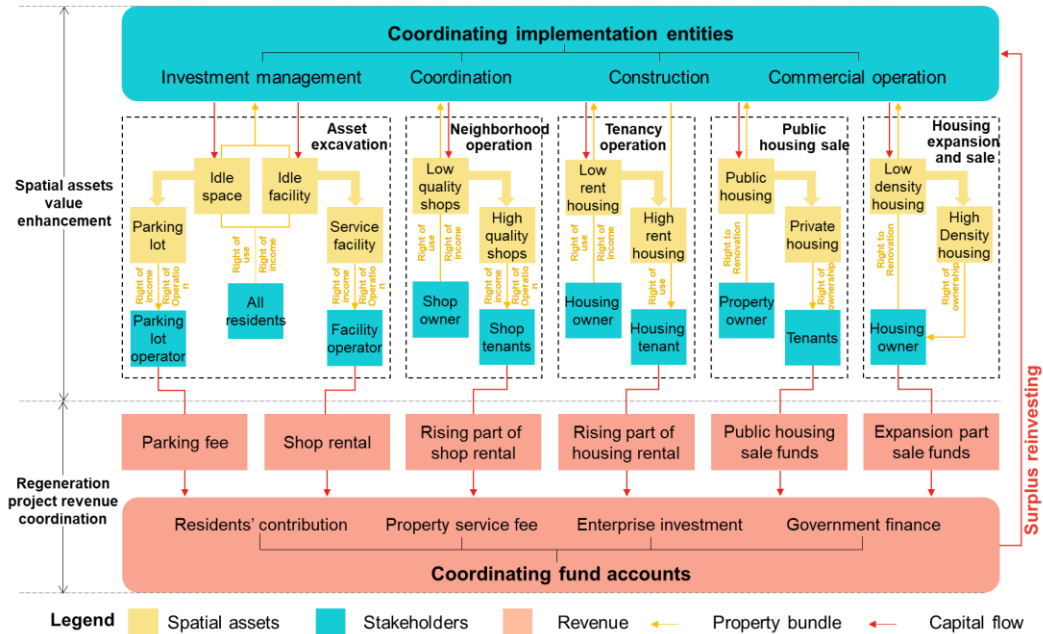 Coordinating implementation entities
Investment management
Coordination
Construction
Commercial operation
Spatial assets
value
enhancement
Asset
excavation
Idle
space
Idle
facility
Parking
lot
Service
facility
Right of
use
Right of
income
Right of
income
Right of
Operatio
n
Right of
income
Right of
Operatio
n
All
residents
Parking
lot
operator
Facility
operator
Neighborhood
operation
Low
quality
shops
High
quality
shops
Right of
use
Right of
income
Right of
income
Right of
Operatio
n
Shop
owner
Shop
tenants
Tenancy
operation
Low
rent
housing
High
rent
housing
Right of
use
Right of
income
Right of
use
Housing
owner
Housing
tenant
Public
housing sale
Public
housing
Private
housing
Right to
Renovation
Right of
ownership
Property
owner
Tenants
Housing
expansion
and sale
Low
density
housing
High
Density
housing
Right to
Renovation
Right of
ownership
Housing
owner
Surplus reinvesting
Regeneration
project revenue
coordination
Parking fee
Shop rental
Rising part of
shop rental
Rising part of
housing rental
Public housing
sale funds
Expansion part
sale funds
Residents' contribution
Property service fee
Enterprise investment
Government finance
Coordinating fund accounts
Legend
Spatial assets
Stakeholders
Revenue
Property bundle
Capital flow